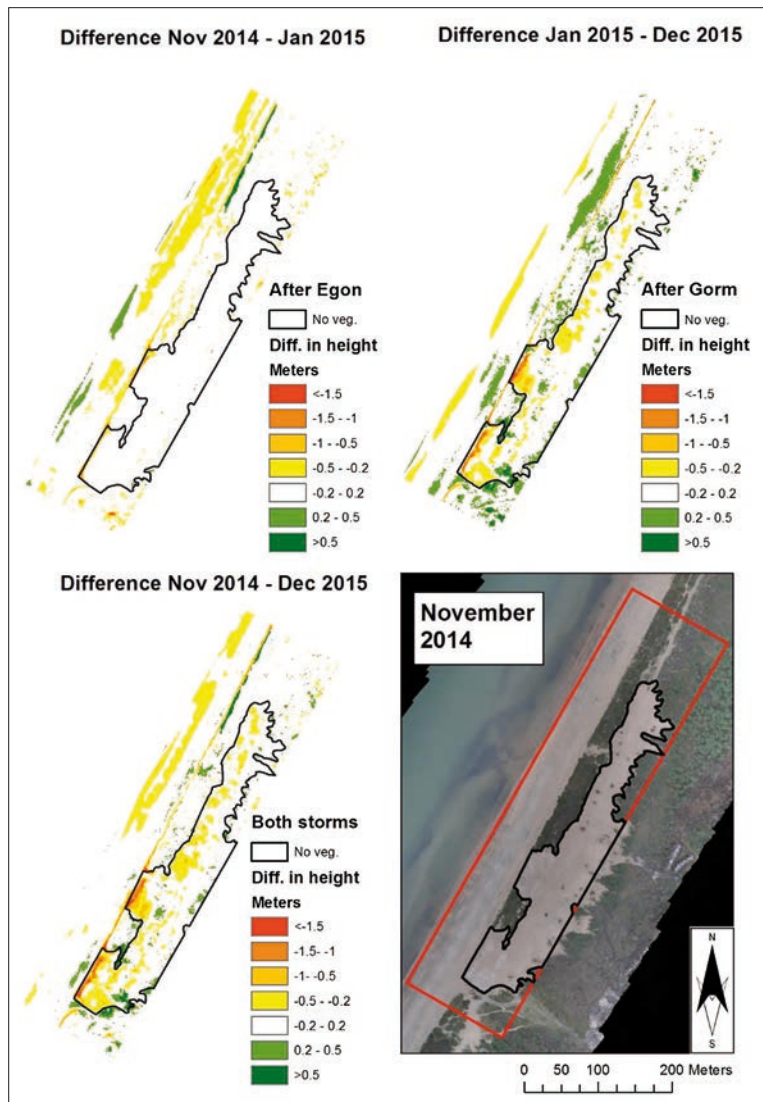 Difference Nov 2014 - Jan 2015
After Egon
No veg.
Diff. in height
Meters
<-1.5
-1.5 - -1
-1 - -0.5
-0.5 - -0.2
-0.2 - 0.2
0.2 - 0.5
>0.5
Difference Jan 2015 - Dec 2015
After Gorm
No veg.
Diff. in height
Meters
<-1.5
-1.5 - -1
-1 - -0.5
-0.5 - -0.2
-0.2 - 0.2
0.2 - 0.5
>0.5
Difference Nov 2014 - Dec 2015
Both storms
No veg.
Diff. in height
Meters
<-1.5
-1.5- -1
-1- -0.5
-0.5 - -0.2
-0.2 - 0.2
0.2 - 0.5
>0.5
November
2014
N
S
0 50 100 200 Meters